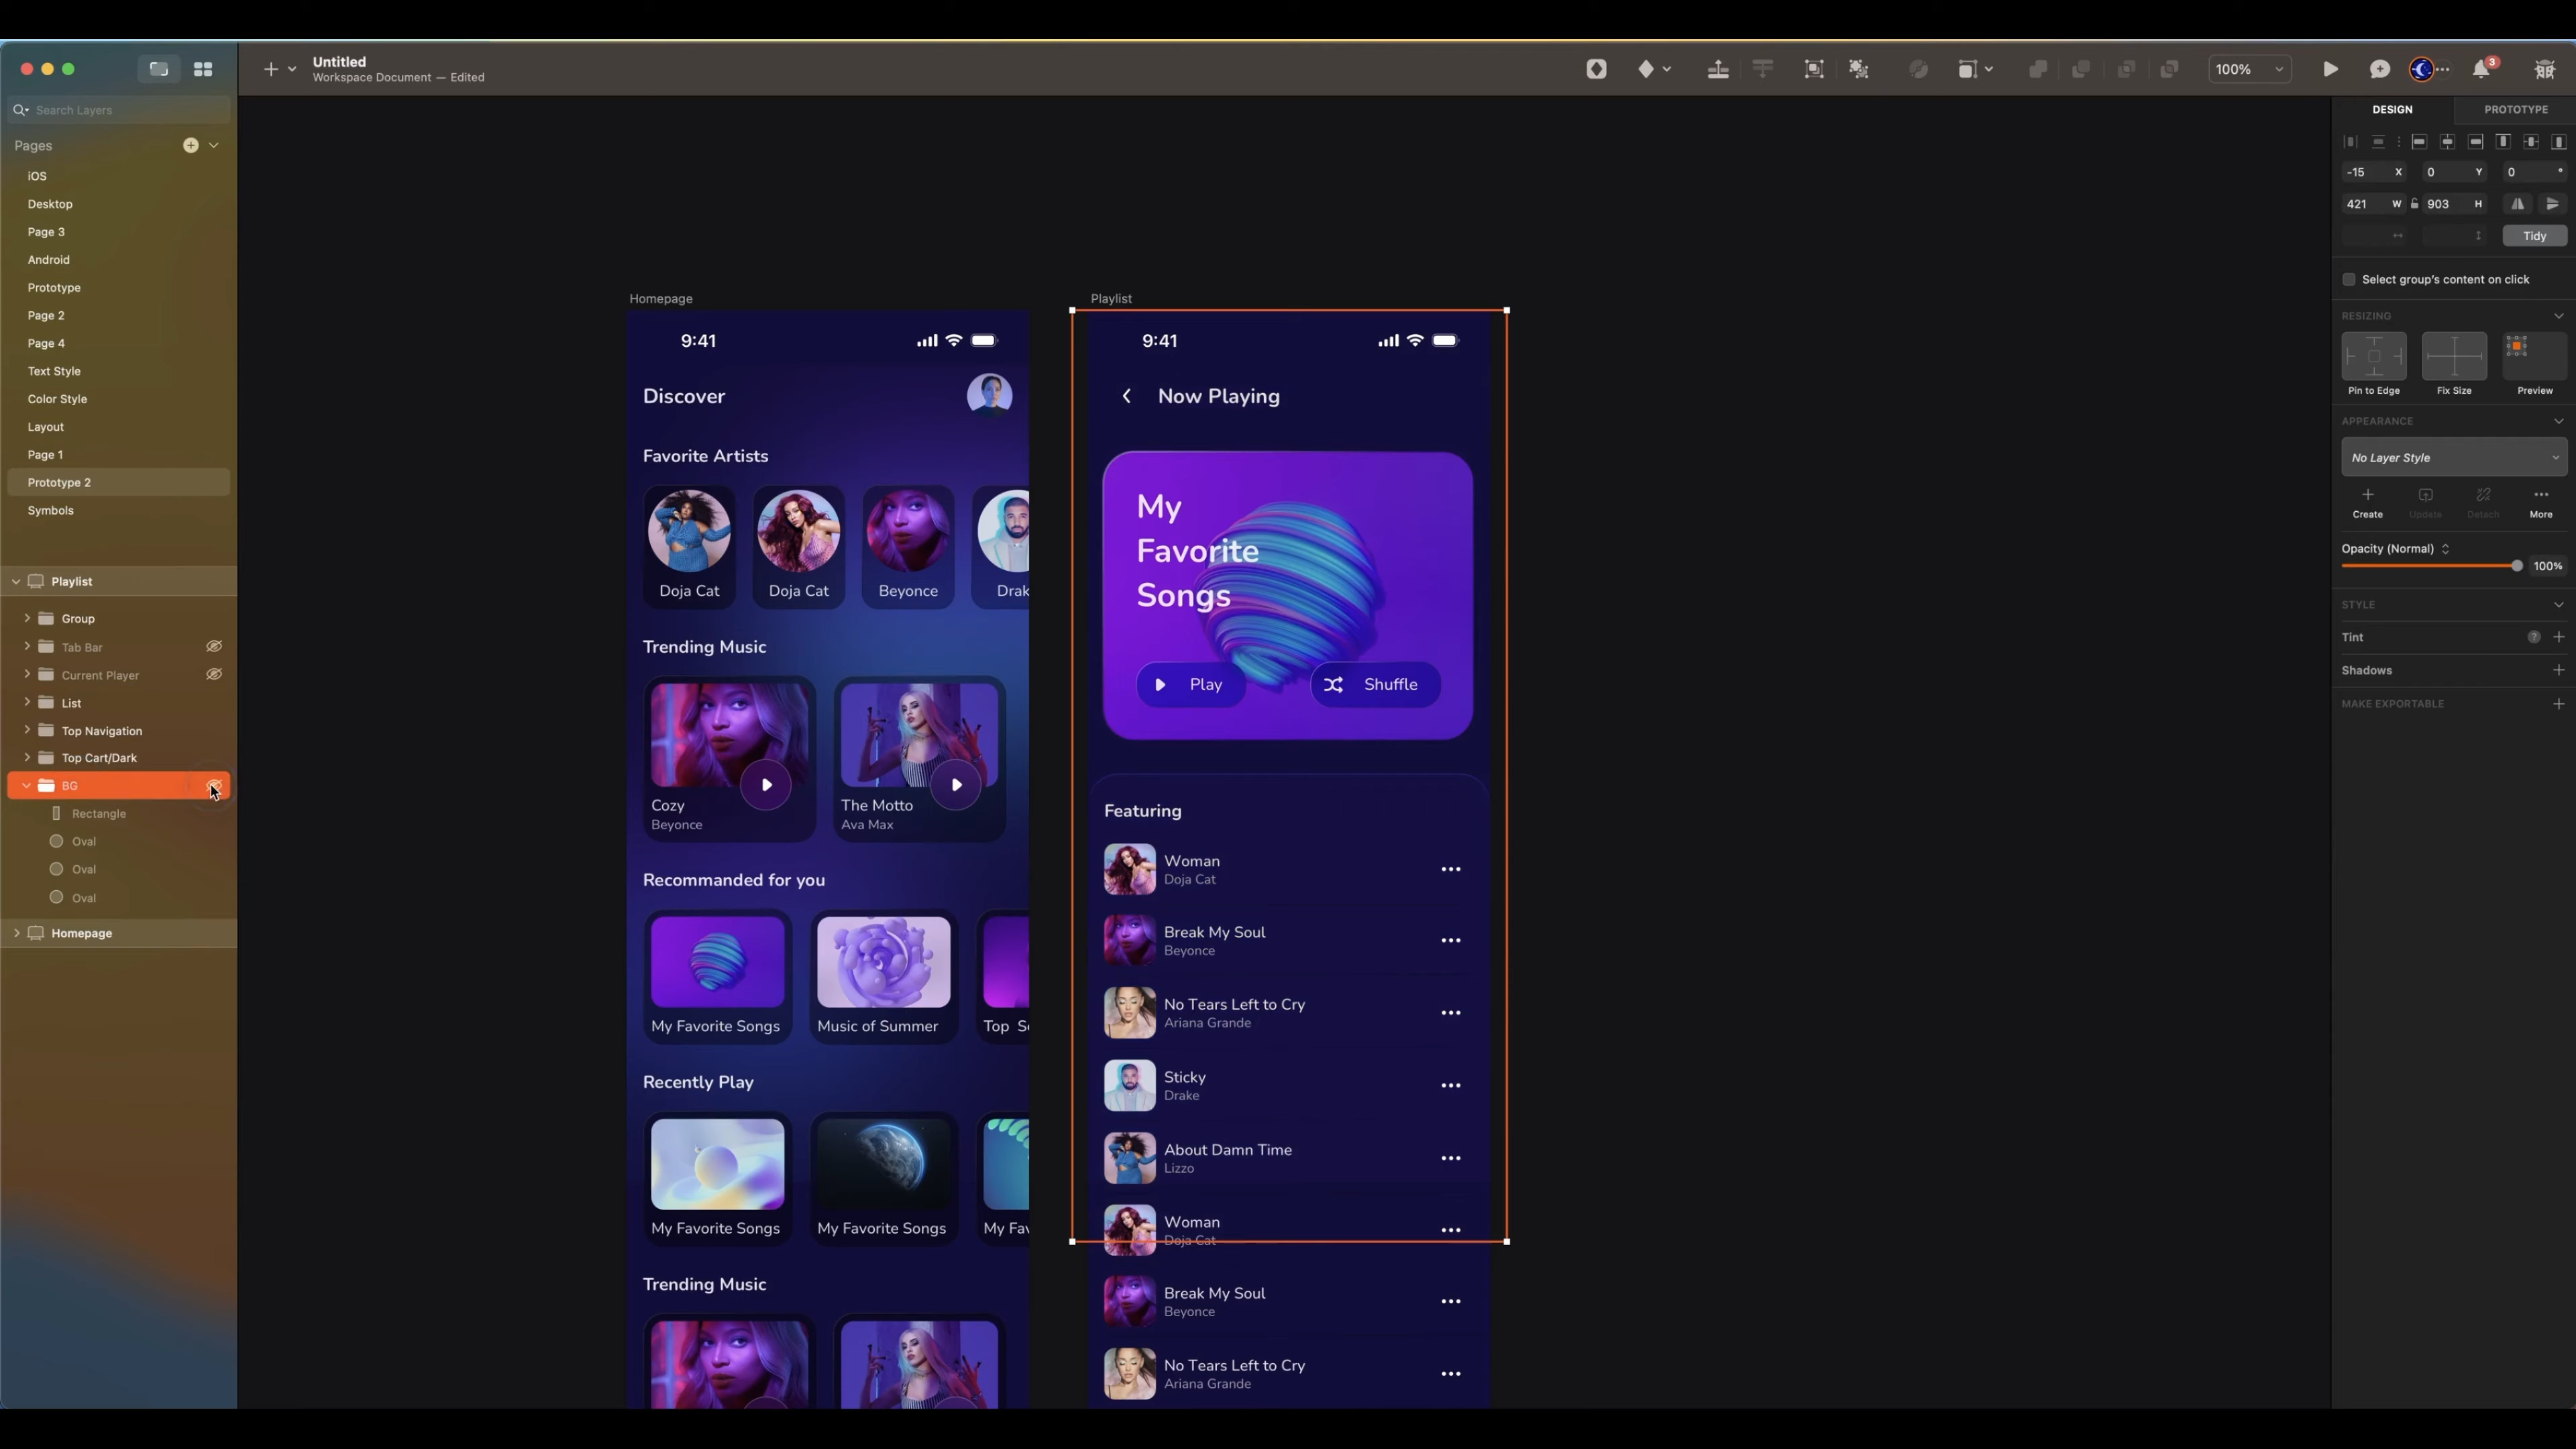 Untitled
Workspace Document — Edited
100%
3
Search Layers
Pages
iOS
Desktop
Page 3
Android
Prototype
Page 2
Page 4
Text Style
Color Style
Layout
Page 1
Prototype 2
Symbols
Playlist
Group
Tab Bar
Current Player
List
Top Navigation
Top Cart/Dark
BG
Rectangle
Oval
Oval
Oval
Homepage
Homepage
9:41
Discover
Favorite Artists
Doja Cat
Doja Cat
Beyonce
Drak
Trending Music
Cozy
Beyonce
The Motto
Ava Max
Recommanded for you
My Favorite Songs
Music of Summer
Top S
Recently Play
My Favorite Songs
My Favorite Songs
My Fav
Trending Music
Playlist
9:41
Now Playing
My
Favorite
Songs
Play
Shuffle
Featuring
Woman
Doja Cat
Break My Soul
Beyonce
No Tears Left to Cry
Ariana Grande
Sticky
Drake
About Damn Time
Lizzo
Woman
Doja Cat
Break My Soul
Beyonce
No Tears Left to Cry
Ariana Grande
DESIGN
PROTOTYPE
-15 X 0 Y 0 °
421 W 903 H
Tidy
Select group's content on click
RESIZING
Pin to Edge
Fix Size
Preview
APPEARANCE
No Layer Style
Create
Update
Detach
More
Opacity (Normal)
100%
STYLE
Tint ?
Shadows
MAKE EXPORTABLE